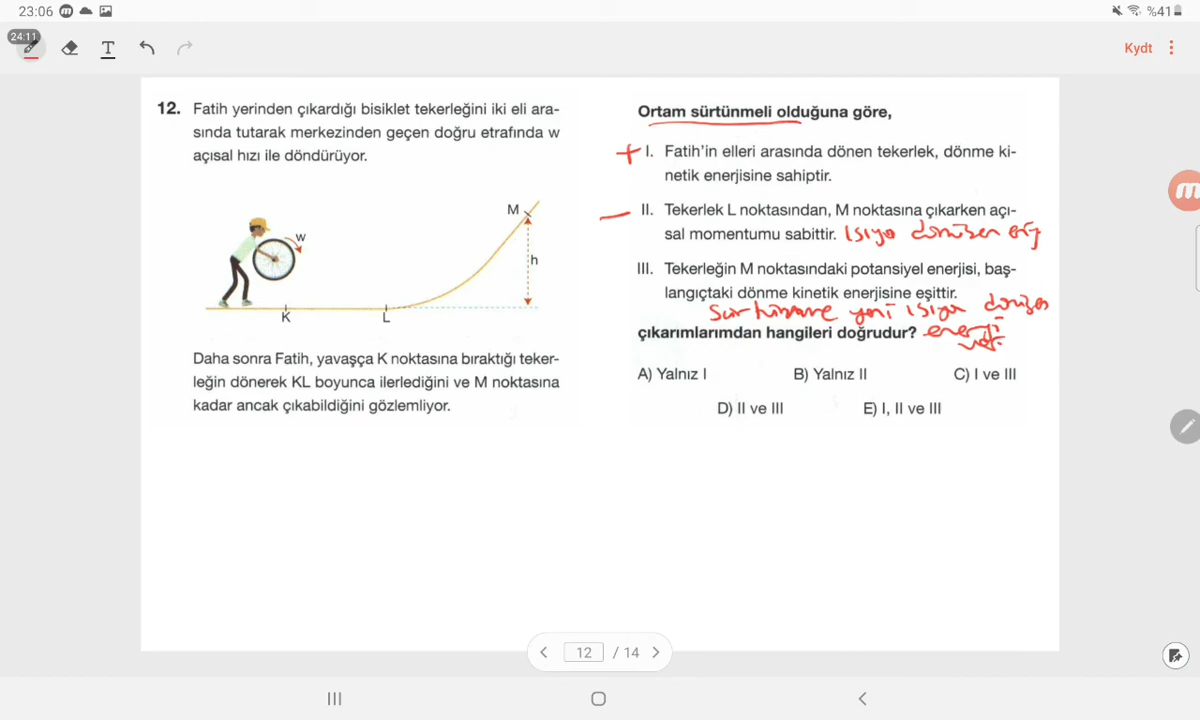 23:06
%41
24:11
T
Kydt
12. Fatih yerinden çıkardığı bisiklet tekerleğini iki eli ara-
sında tutarak merkezinden geçen doğru etrafında w
açısal hızı ile döndürüyor.
w
M
h
K
L
Daha sonra Fatih, yavaşça K noktasına bıraktığı teker-
leğin dönerek KL boyunca ilerlediğini ve M noktasına
kadar ancak çıkabildiğini gözlemliyor.
Ortam sürtünmeli olduğuna göre,
+ I. Fatih'in elleri arasında dönen tekerlek, dönme ki-
netik enerjisine sahiptir.
— II. Tekerlek L noktasından, M noktasına çıkarken açı-
sal momentumu sabittir. Isıya dönüşen
III. Tekerleğin M noktasındaki potansiyel enerjisi, baş-
langıçtaki dönme kinetik enerjisine eşittir.
sürtünme yeni ısıya dönüşen
çıkarımlarımdan hangileri doğrudur? enerji
A) Yalnız I B) Yalnız II C) I ve III
D) II ve III E) I, II ve III
12 / 14